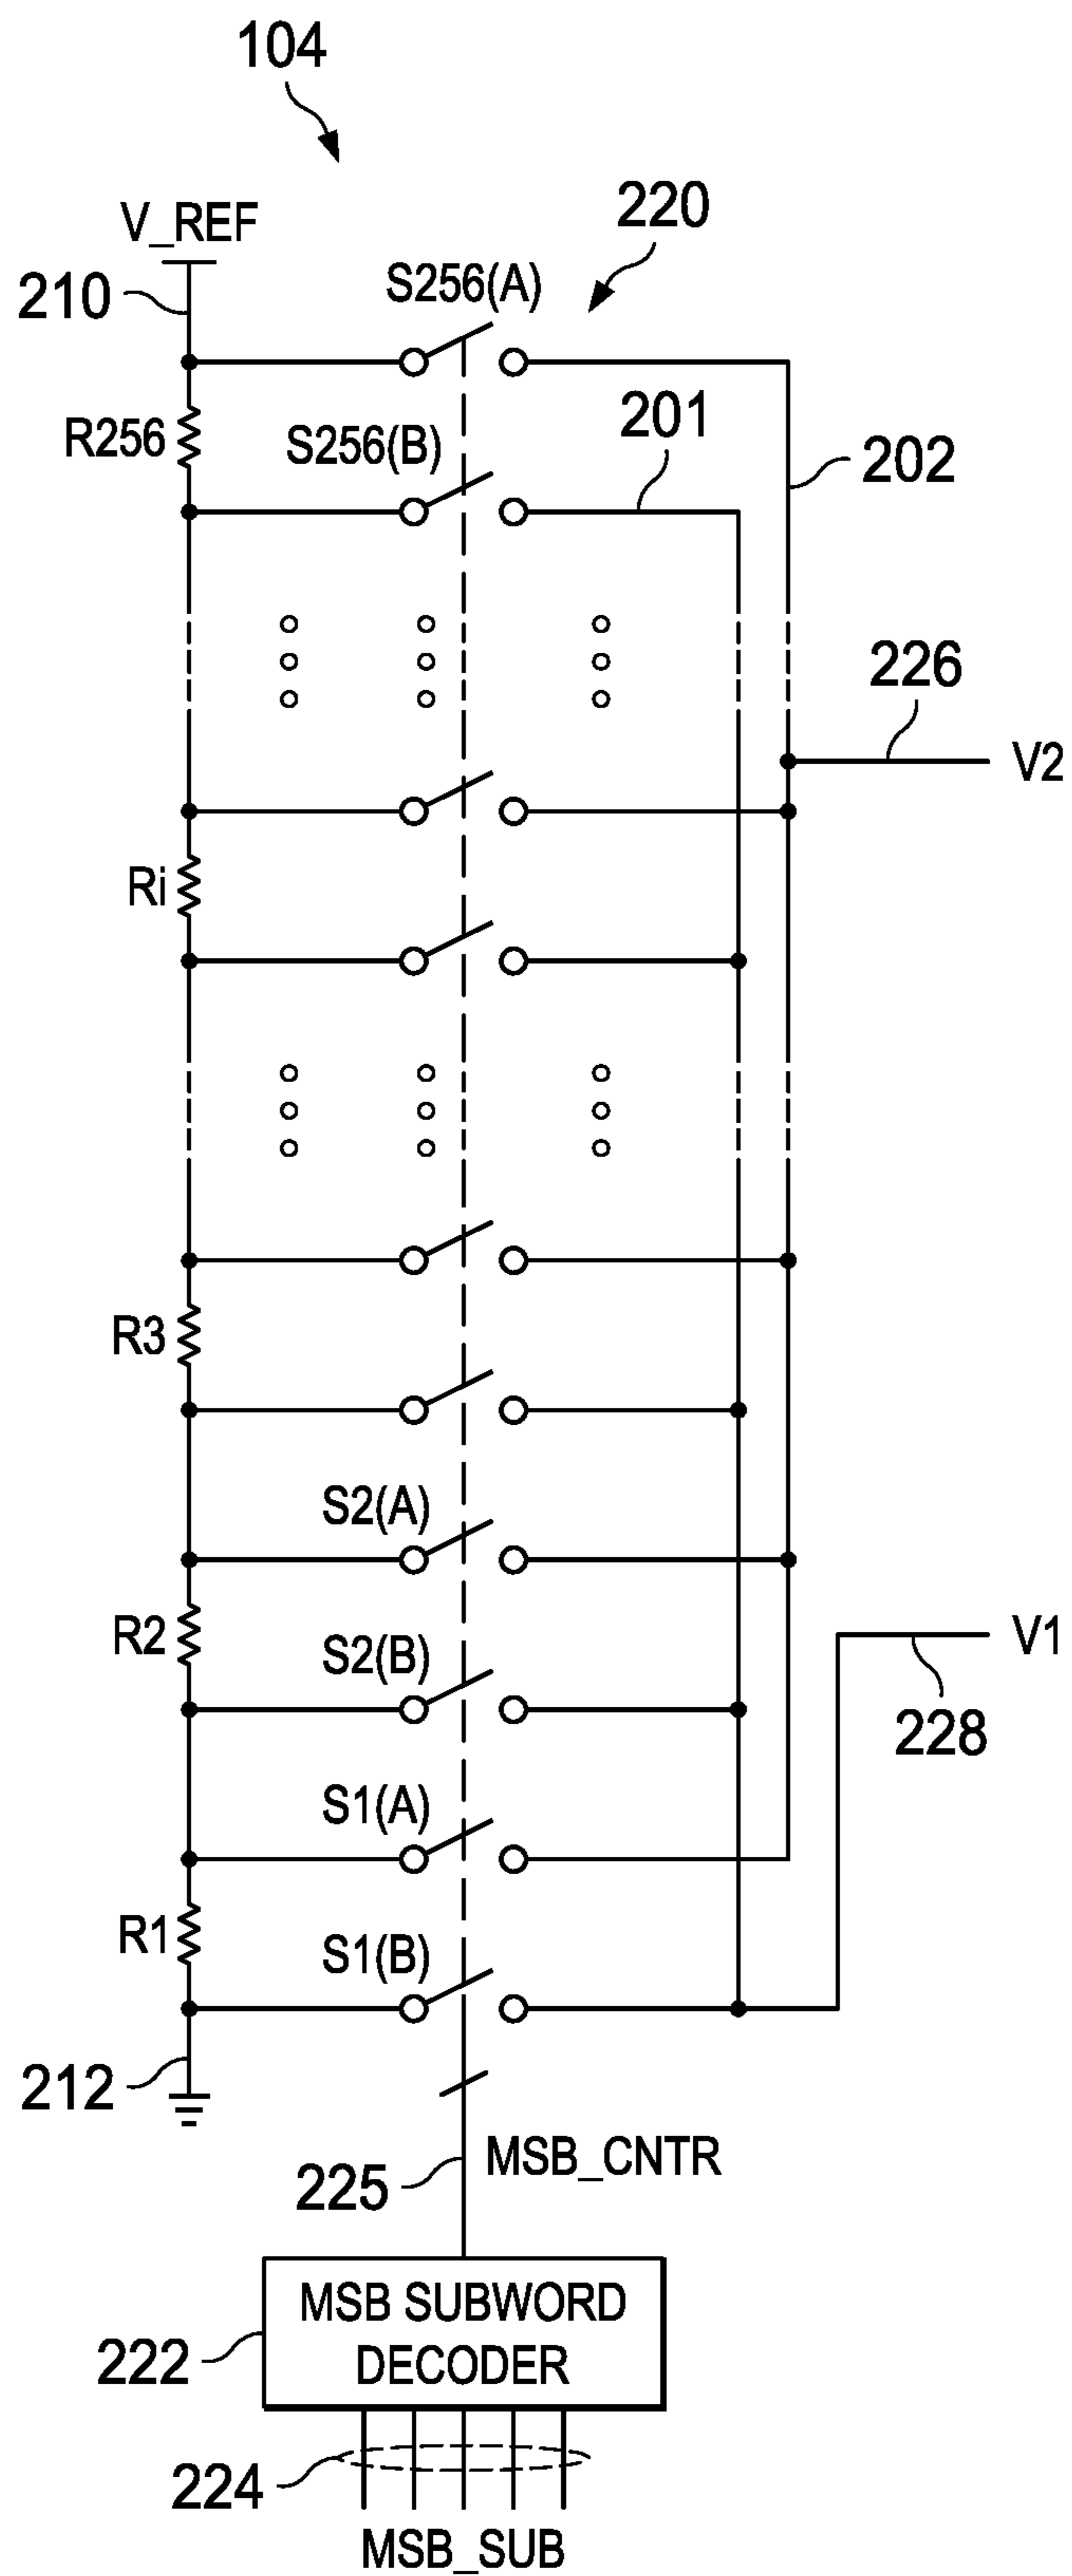 104
V_REF
220
210
S256(A)
R256
S256(B)
201
202
226
V2
Ri
R3
S2(A)
R2
S2(B)
V1
228
S1(A)
R1
S1(B)
212
MSB_CNTR
225
MSB SUBWORD
DECODER
222
224
MSB_SUB